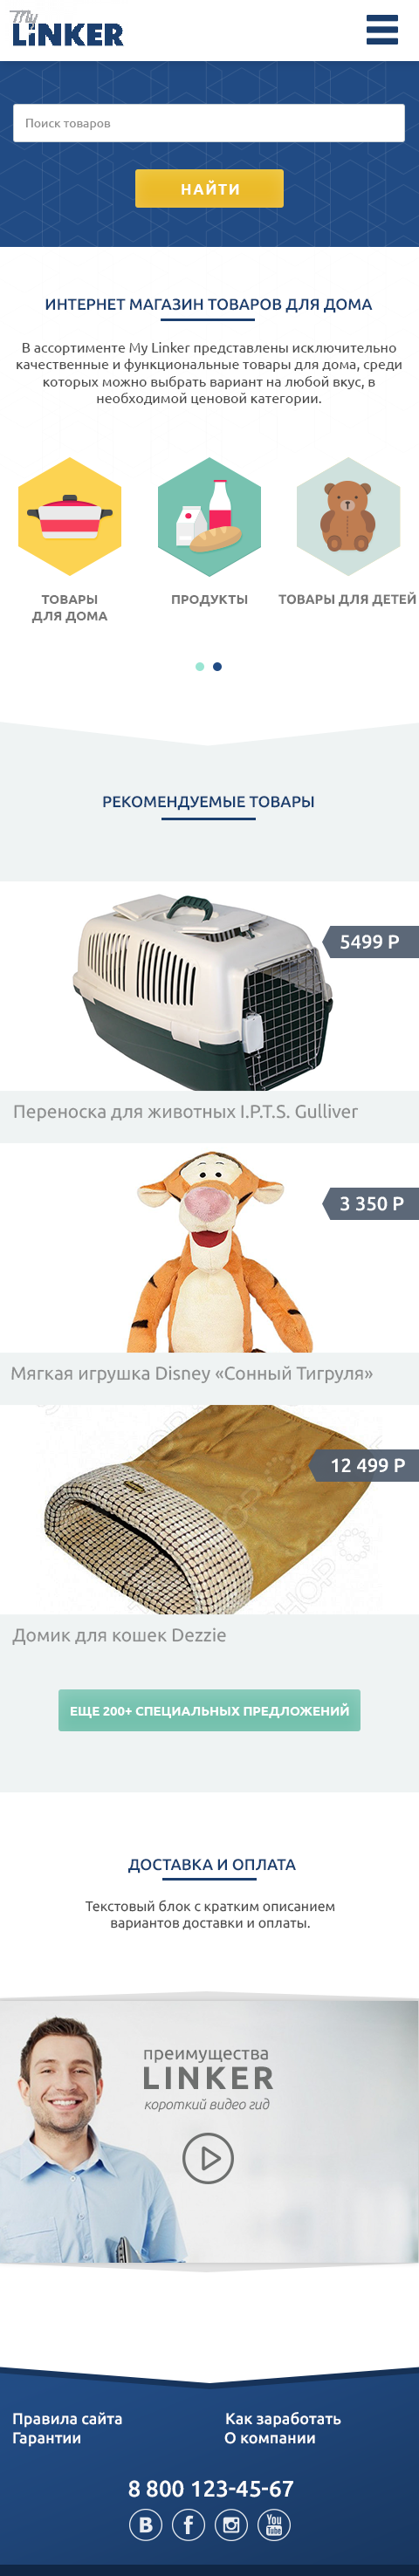 My
LINKER
Поиск товаров
НАЙТИ
ИНТЕРНЕТ МАГАЗИН ТОВАРОВ ДЛЯ ДОМА
В ассортименте My Linker представлены исключительно
качественные и функциональные товары для дома, среди
которых можно выбрать вариант на любой вкус, в
необходимой ценовой категории.
ТОВАРЫ
ДЛЯ ДОМА
ПРОДУКТЫ
ТОВАРЫ ДЛЯ ДЕТЕЙ
РЕКОМЕНДУЕМЫЕ ТОВАРЫ
5499 Р
Переноска для животных I.P.T.S. Gulliver
3 350 Р
Мягкая игрушка Disney «Сонный Тигруля»
12 499 Р
Домик для кошек Dezzie
ЕЩЕ 200+ СПЕЦИАЛЬНЫХ ПРЕДЛОЖЕНИЙ
ДОСТАВКА И ОПЛАТА
Текстовый блок с кратким описанием
вариантов доставки и оплаты.
преимущества
LINKER
короткий видео гид
Правила сайта
Как заработать
Гарантии
О компании
8 800 123-45-67
You
Tube